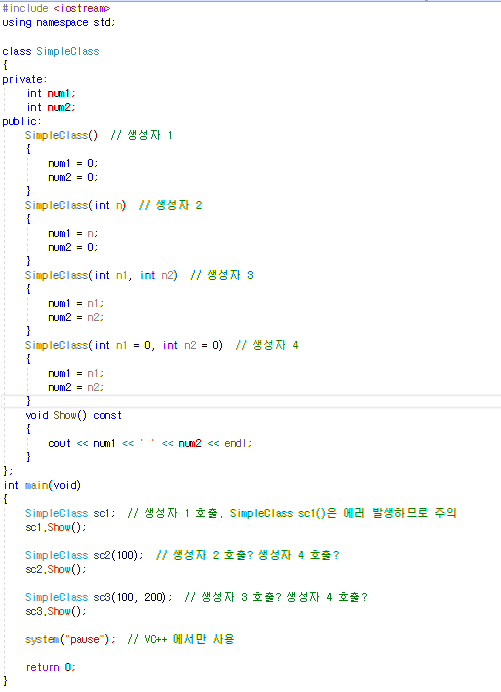 #include <iostream>
using namespace std;
class SimpleClass
{
private:
int num1;
int num2;
public:
SimpleClass() // 생성자 1
{
num1 = 0;
num2 = 0;
}
SimpleClass(int n) // 생성자 2
{
num1 = n;
num2 = 0;
}
SimpleClass(int n1, int n2) // 생성자 3
{
num1 = n1;
num2 = n2;
}
SimpleClass(int n1 = 0, int n2 = 0) // 생성자 4
{
num1 = n1;
num2 = n2;
}
void Show() const
{
cout << num1 << ' ' << num2 << endl;
}
};
int main(void)
{
SimpleClass sc1; // 생성자 1 호출. SimpleClass sc1()은 에러 발생하므로 주의
sc1.Show();
SimpleClass sc2(100); // 생성자 2 호출? 생성자 4 호출?
sc2.Show();
SimpleClass sc3(100, 200); // 생성자 3 호출? 생성자 4 호출?
sc3.Show();
system("pause"); // VC++ 에서만 사용
return 0;
}